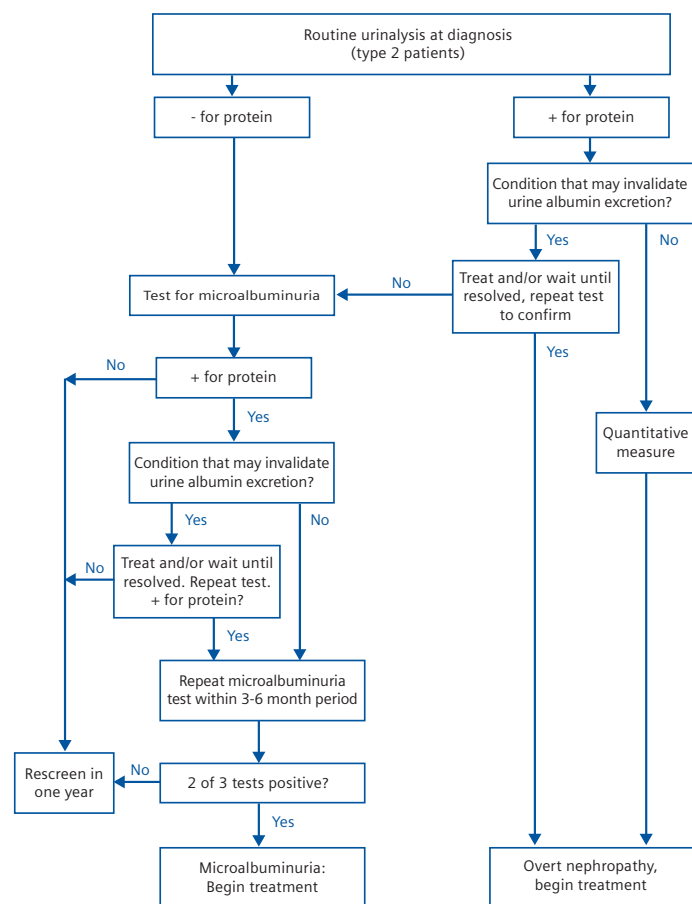 Routine urinalysis at diagnosis
(type 2 patients)
- for protein
+ for protein
Condition that may invalidate
urine albumin excretion?
Yes
No
Treat and/or wait until
resolved, repeat test
to confirm
No
Test for microalbuminuria
Yes
No
+ for protein
Yes
Quantitative
measure
Condition that may invalidate
urine albumin excretion?
Yes
No
Treat and/or wait until
resolved. Repeat test.
+ for protein?
No
Yes
Repeat microalbuminuria
test within 3-6 month period
Rescreen in
one year
No
2 of 3 tests positive?
Yes
Microalbuminuria:
Begin treatment
Overt nephropathy,
begin treatment